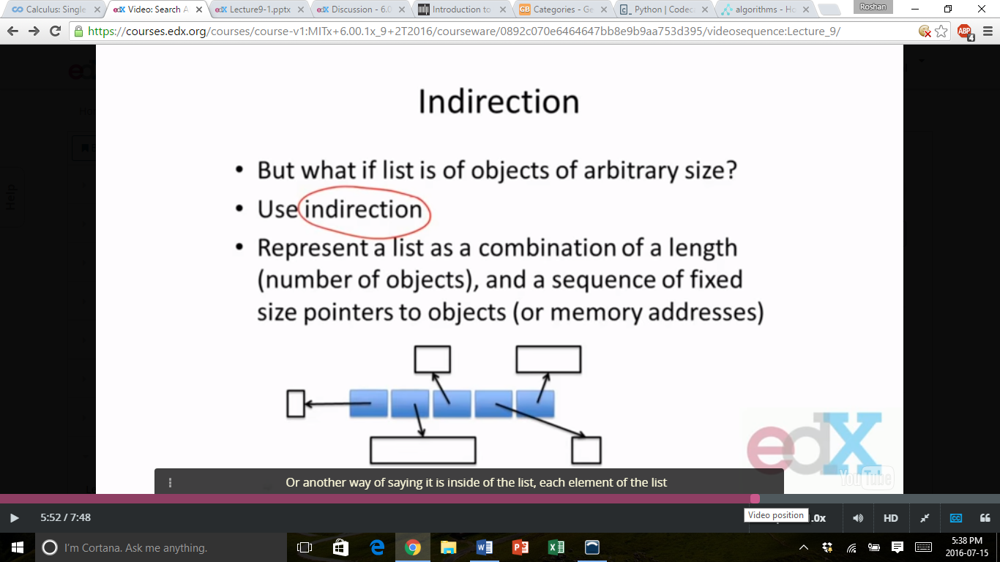 Roshan
Calculus: Single
Video: Search A
Lecture9-1.pptx
Discussion - 6.0
Introduction to
Categories - Ge
Python | Codeca
algorithms - Ho
https://courses.edx.org/courses/course-v1:MITx+6.00.1x_9+2T2016/courseware/0892c070e6464647bb8e9b9aa753d395/videosequence:Lecture_9/
ABP
4
Indirection
• But what if list is of objects of arbitrary size?
• Use indirection
• Represent a list as a combination of a length
(number of objects), and a sequence of fixed
size pointers to objects (or memory addresses)
Help
edX
YouTube
Or another way of saying it is inside of the list, each element of the list
Video position
5:52 / 7:48
.0x
HD
CC
I'm Cortana. Ask me anything.
5:38 PM
2016-07-15